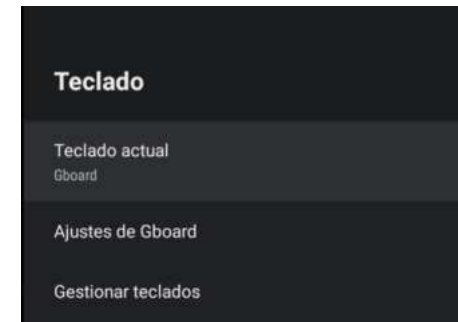 Teclado
Teclado actual
Gboard
Ajustes de Gboard
Gestionar teclados